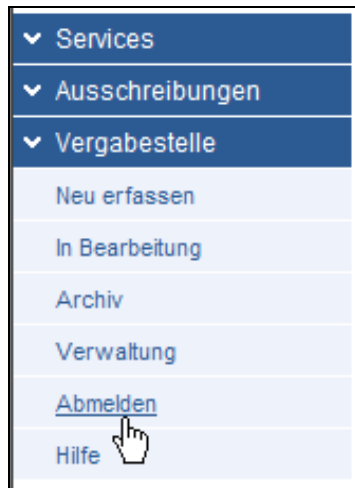 Services
Ausschreibungen
Vergabestelle
Neu erfassen
In Bearbeitung
Archiv
Verwaltung
Abmelden
Hilfe